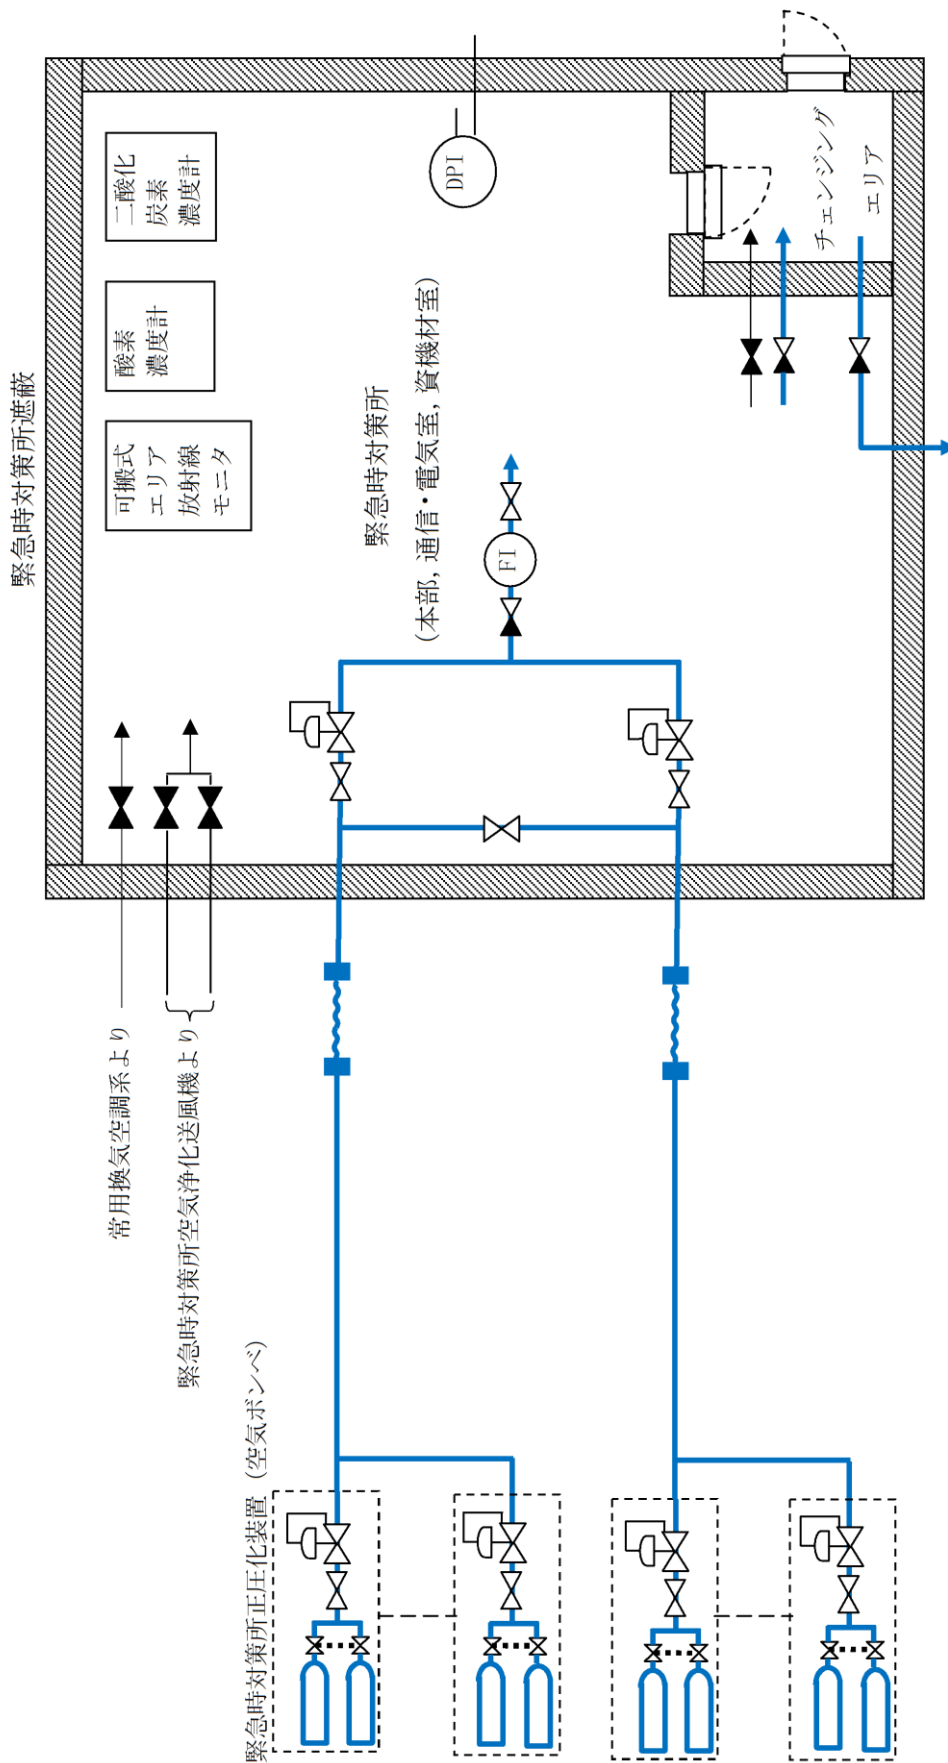 緊急時対策所遮蔽
二酸化
炭素
濃度計
酸素
濃度計
可搬式
エリア
放射線
モニタ
DPI
チェンジング
エリア
緊急時対策所
(本部,通信・電気室,資機材室)
FI
常用換気空調系より
緊急時対策所空気浄化送風機より
緊急時対策所正圧化装置 (空気ボンベ)